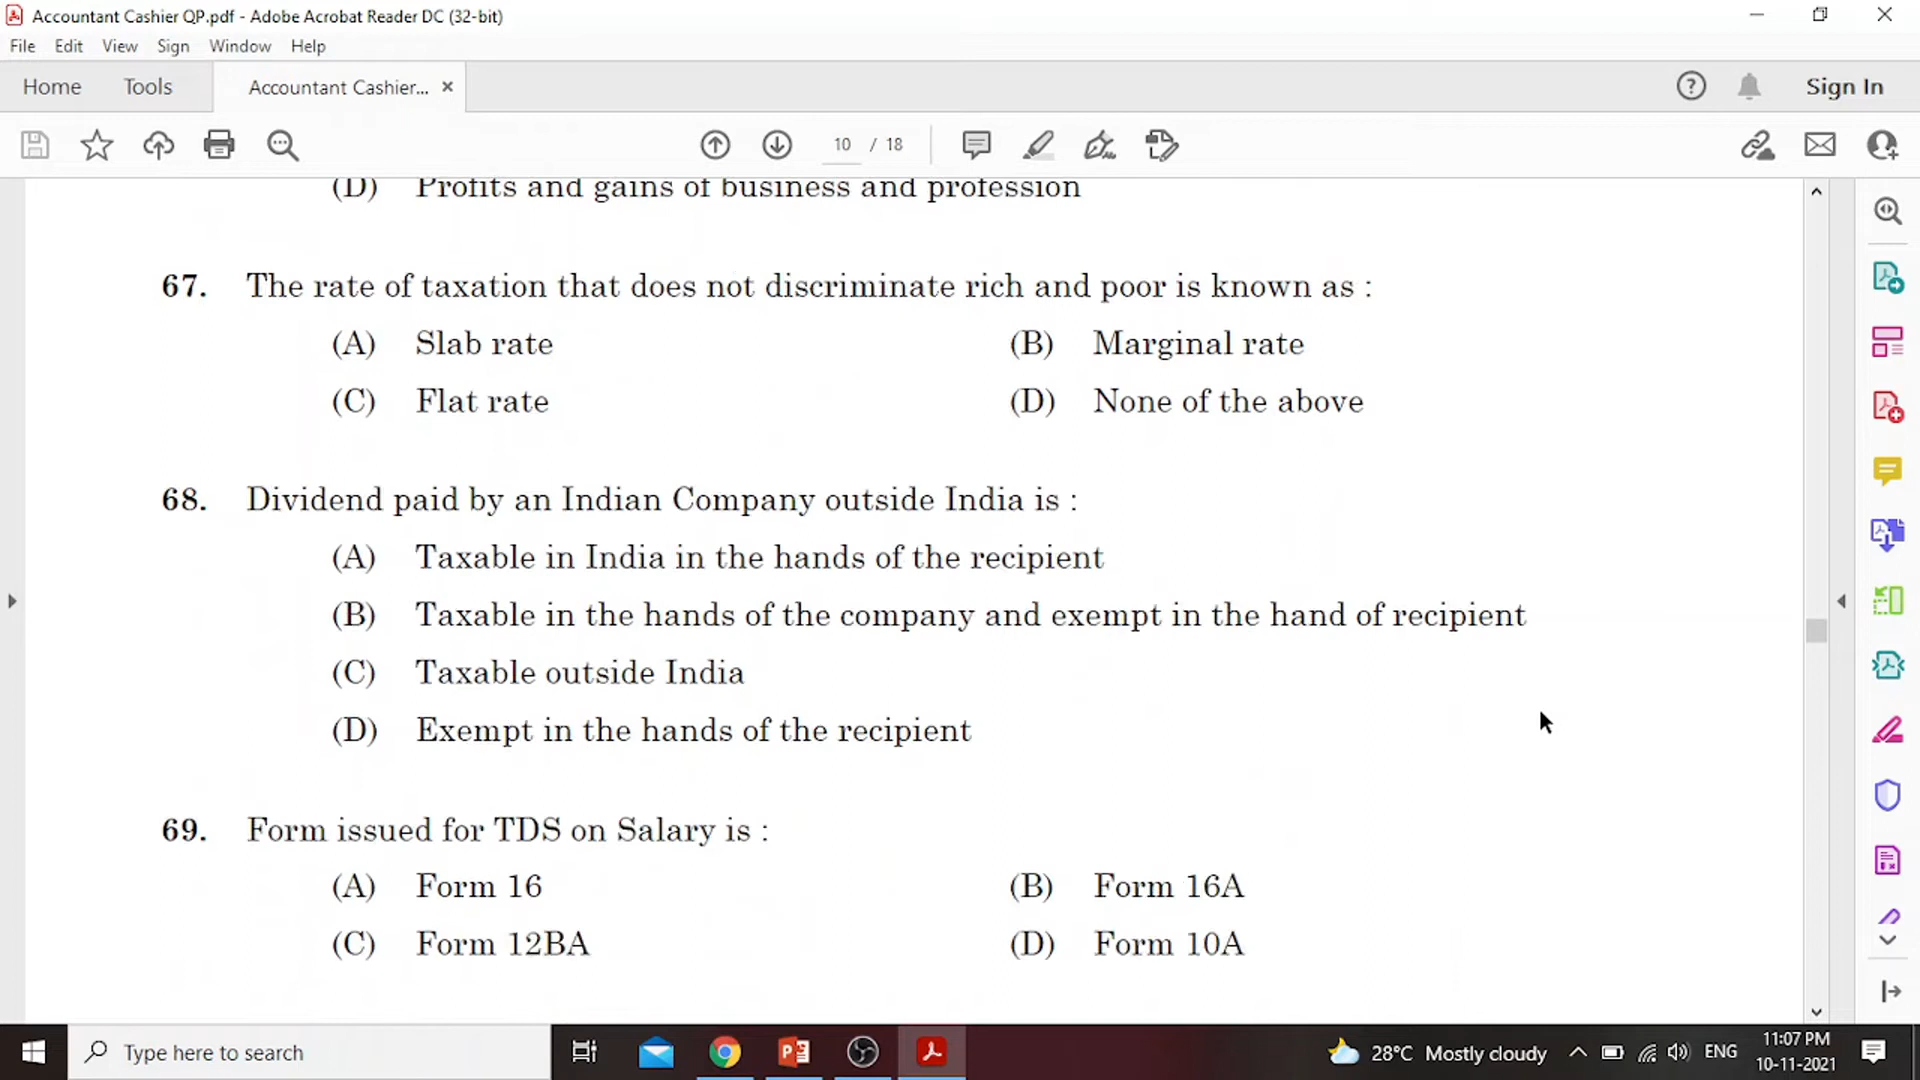 Accountant Cashier QP.pdf - Adobe Acrobat Reader DC (32-bit)
File Edit View Sign Window Help
Home Tools Accountant Cashier... × Sign In
10 / 18
(D) Profits and gains of business and profession
67. The rate of taxation that does not discriminate rich and poor is known as :
(A) Slab rate (B) Marginal rate
(C) Flat rate (D) None of the above
68. Dividend paid by an Indian Company outside India is :
(A) Taxable in India in the hands of the recipient
(B) Taxable in the hands of the company and exempt in the hand of recipient
(C) Taxable outside India
(D) Exempt in the hands of the recipient
69. Form issued for TDS on Salary is :
(A) Form 16 (B) Form 16A
(C) Form 12BA (D) Form 10A
Type here to search 28°C Mostly cloudy ENG 11:07 PM
10-11-2021